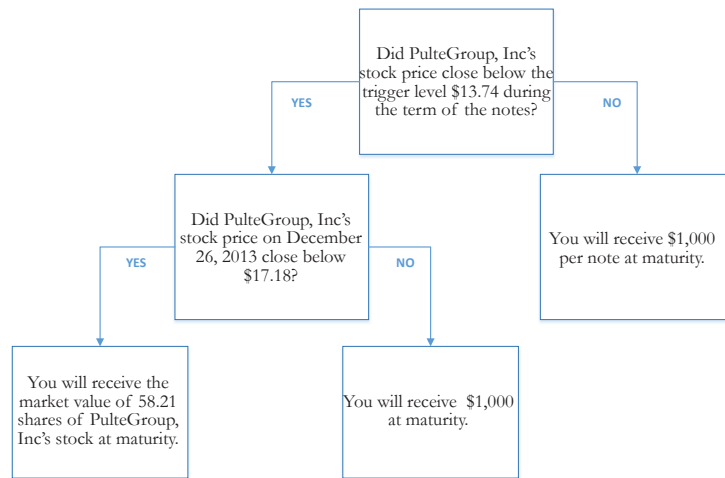 Did PulteGroup, Inc's
stock price close below the
trigger level $13.74 during
the term of the notes?
YES
NO
Did PulteGroup, Inc's
stock price on December
26, 2013 close below
$17.18?
You will receive $1,000
per note at maturity.
YES
NO
You will receive the
market value of 58.21
shares of PulteGroup,
Inc's stock at maturity.
You will receive $1,000
at maturity.